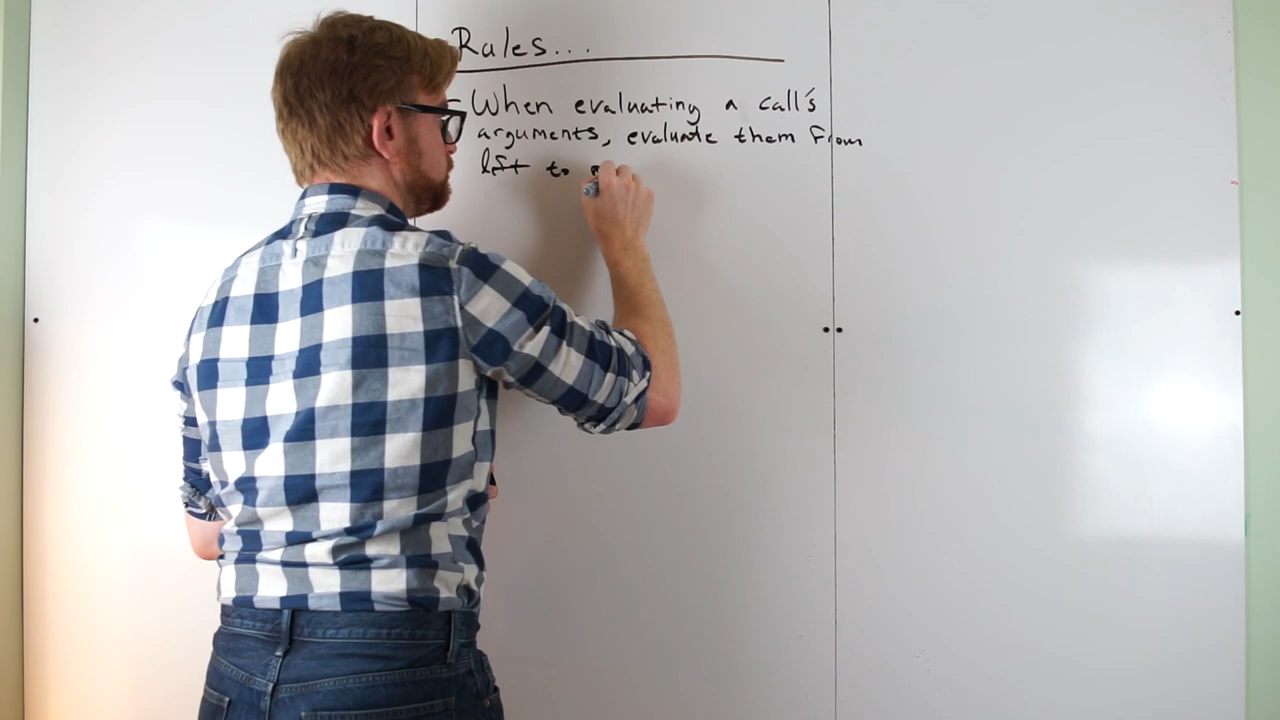 Rules...
- When evaluating a call's
arguments, evaluate them from
left to